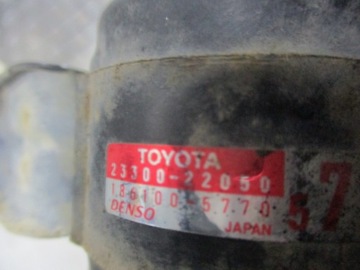 TOYOTA
23300-22050
186100-5770
57
DENSO
JAPAN